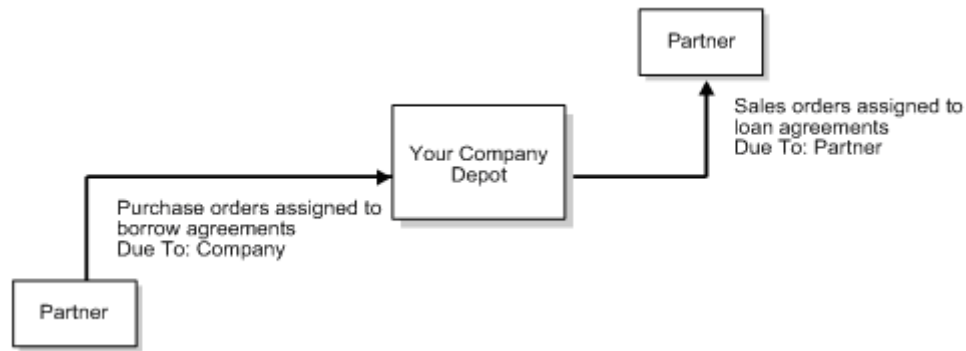 Partner
Sales orders assigned to
loan agreements
Due To: Partner
Your Company
Depot
Purchase orders assigned to
borrow agreements
Due To: Company
Partner